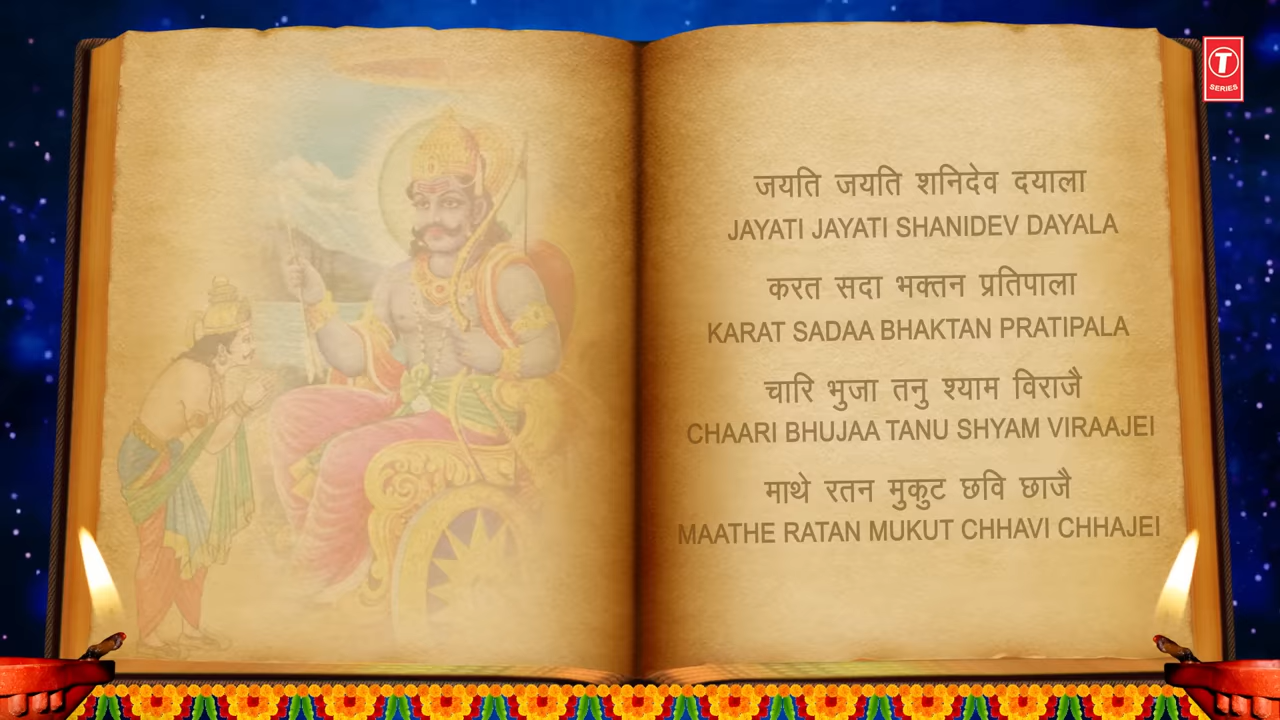 T
SERIES
जयति जयति शनिदेव दयाला
JAYATI JAYATI SHANIDEV DAYALA
करत सदा भक्तन प्रतिपाला
KARAT SADAA BHAKTAN PRATIPALA
चारि भुजा तनु श्याम विराजै
CHAARI BHUJAA TANU SHYAM VIRAAJEI
माथे रतन मुकुट छवि छाजै
MAATHE RATAN MUKUT CHHAVI CHHAJEI